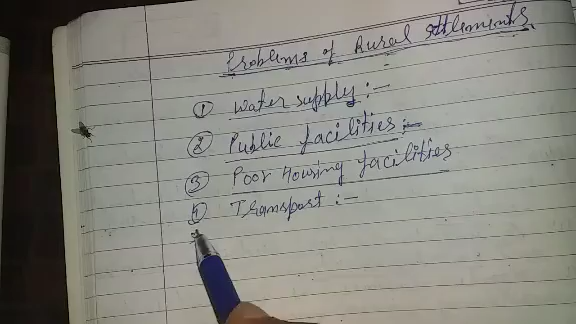 Problems of Rural Settlements
① Water supply :-
② Public facilities :-
③ Poor Housing facilities
④ Transport :-